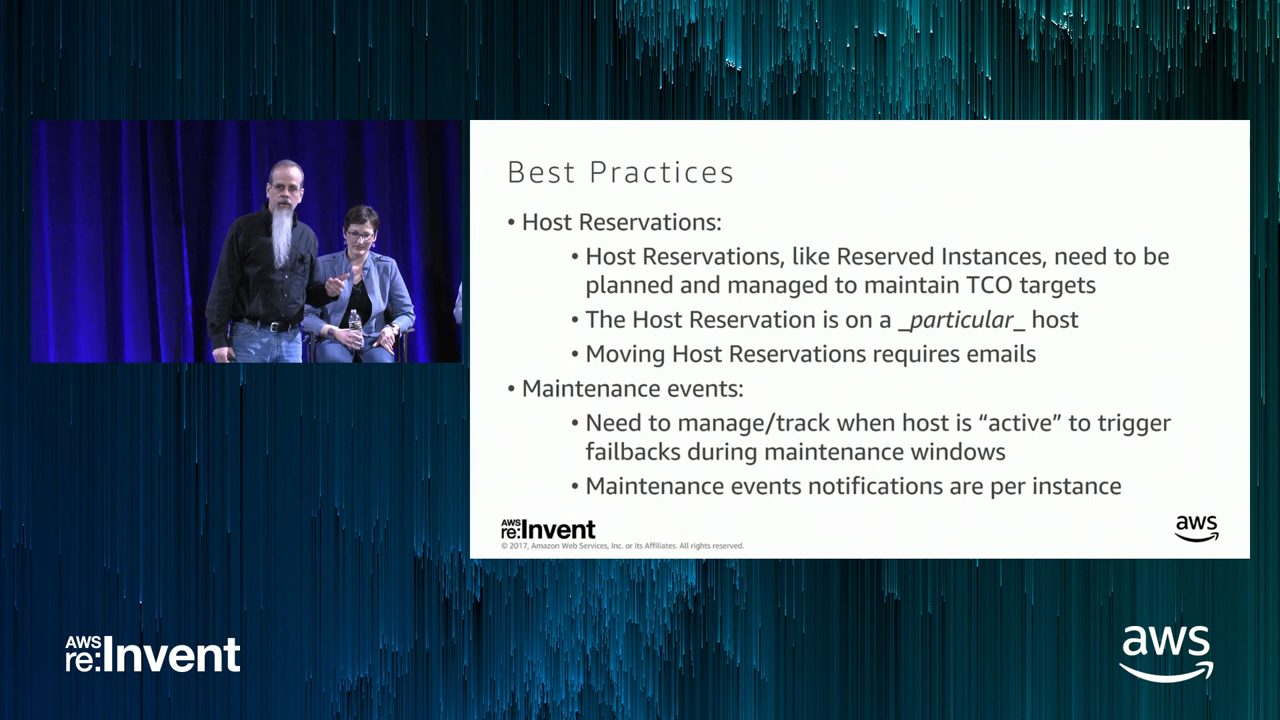 Best Practices
• Host Reservations:
• Host Reservations, like Reserved Instances, need to be
planned and managed to maintain TCO targets
• The Host Reservation is on a _particular_ host
• Moving Host Reservations requires emails
• Maintenance events:
• Need to manage/track when host is “active” to trigger
failbacks during maintenance windows
• Maintenance events notifications are per instance
AWS
re:Invent
© 2017, Amazon Web Services, Inc. or its Affiliates. All rights reserved.
aws
AWS
re:Invent
aws